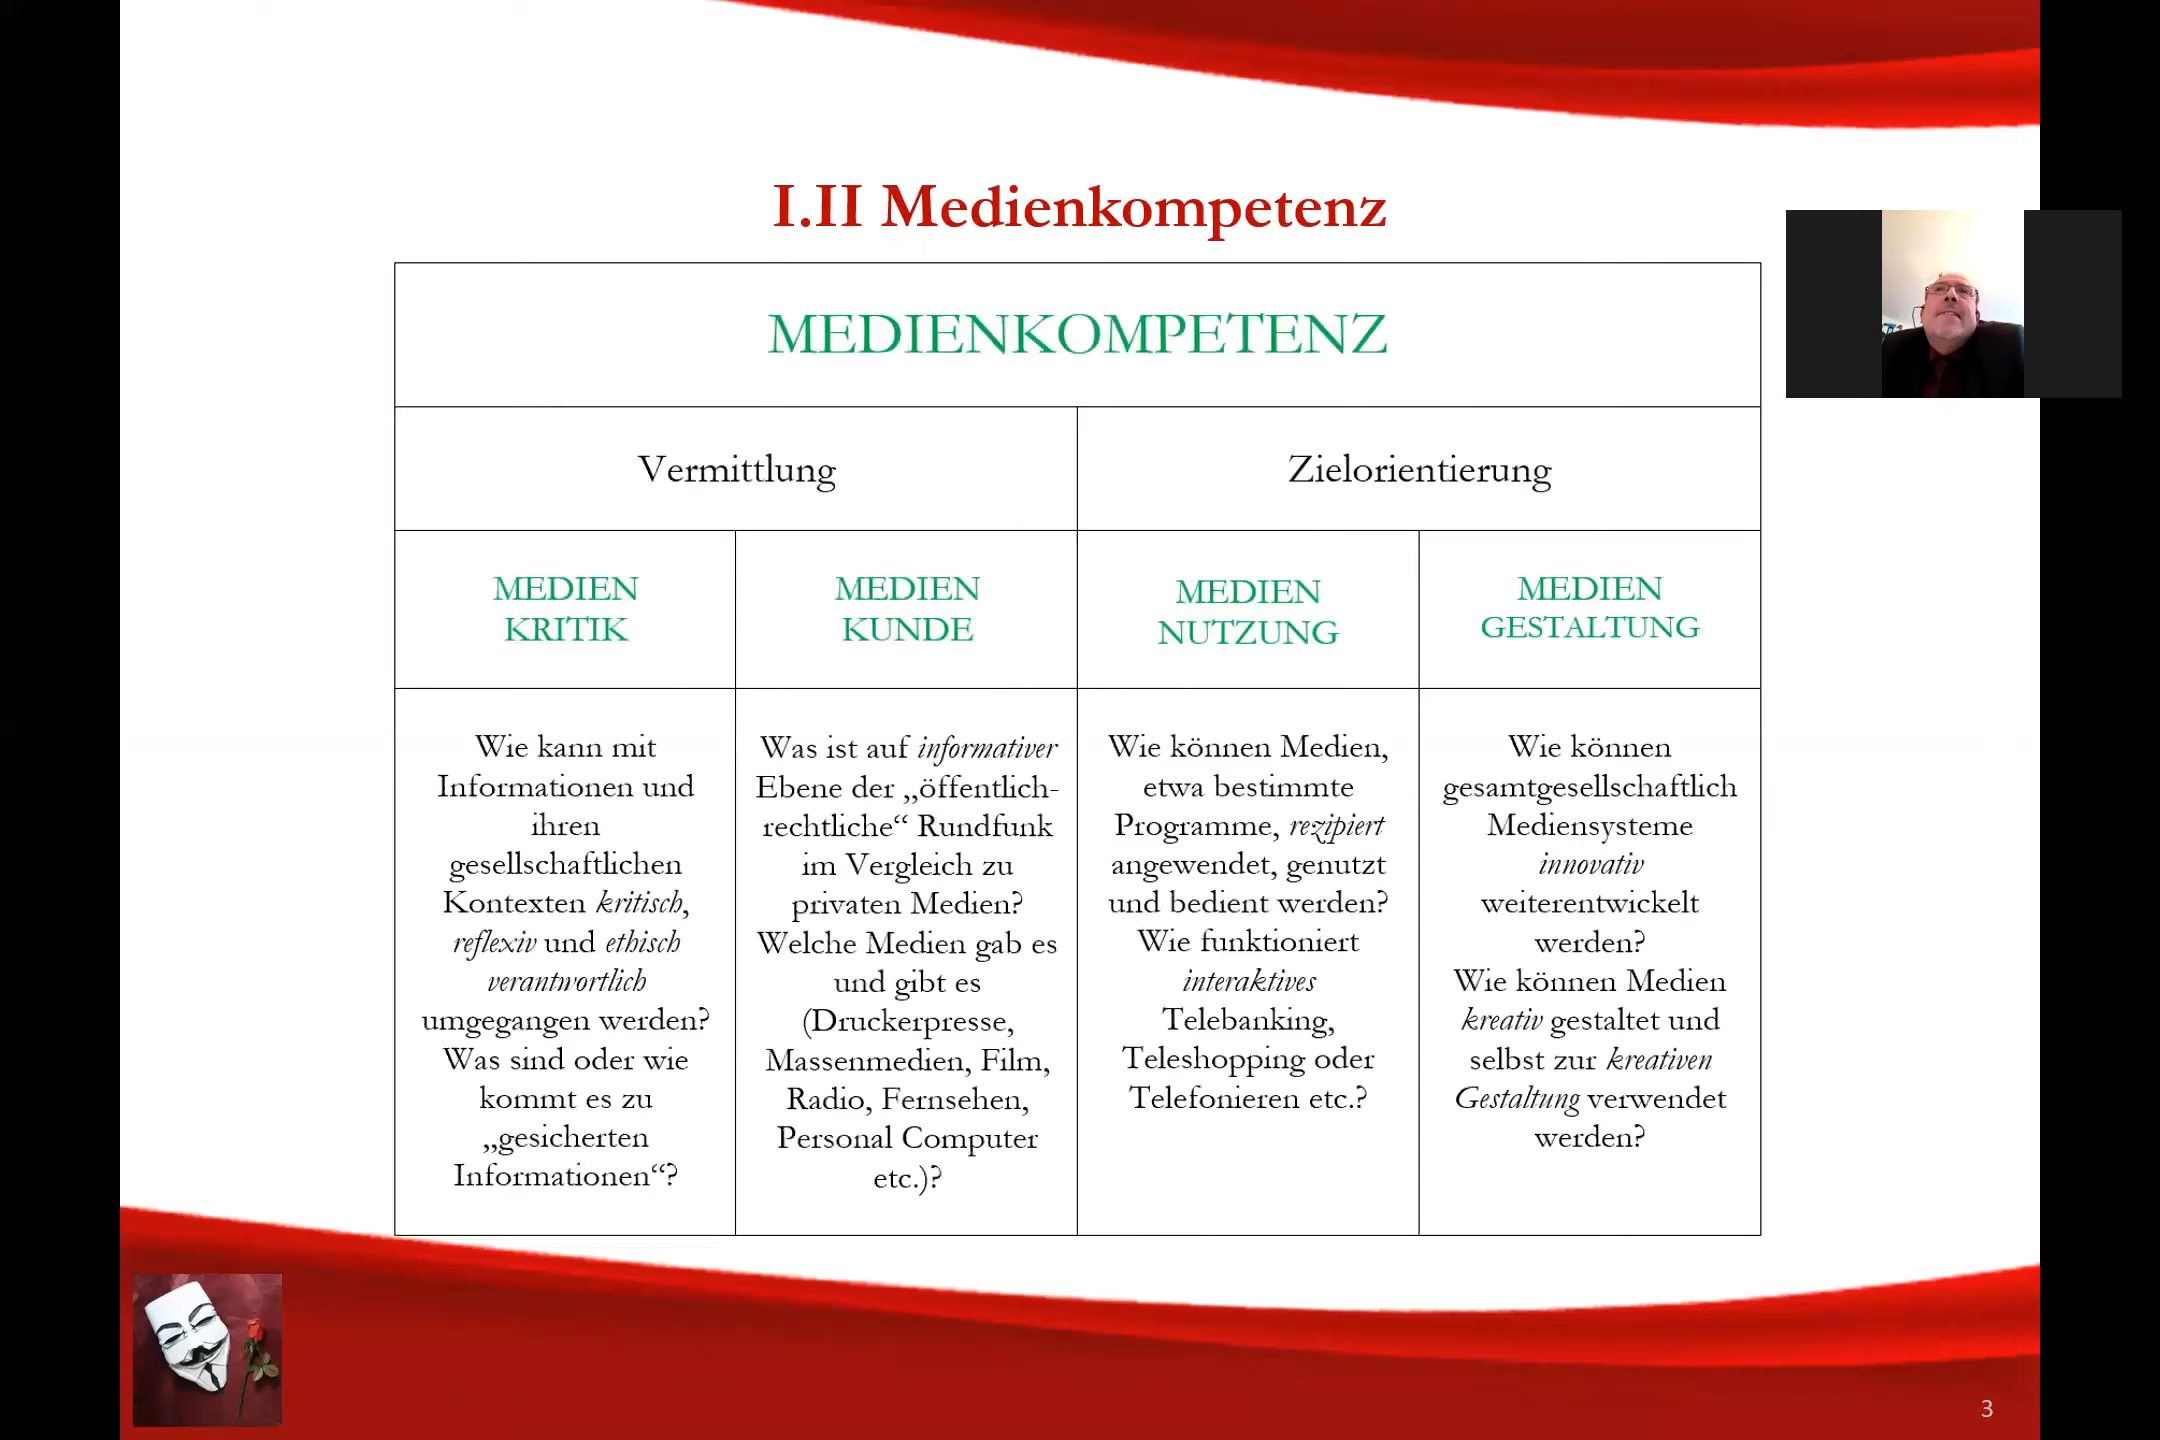 I.II Medienkompetenz
MEDIENKOMPETENZ
Vermittlung
Zielorientierung
MEDIEN
KRITIK
MEDIEN
KUNDE
MEDIEN
NUTZUNG
MEDIEN
GESTALTUNG
Wie kann mit
Informationen und
ihren
gesellschaftlichen
Kontexten kritisch,
reflexiv und ethisch
verantwortlich
umgegangen werden?
Was sind oder wie
kommt es zu
„gesicherten
Informationen“?
Was ist auf informativer
Ebene der „öffentlich-
rechtliche“ Rundfunk
im Vergleich zu
privaten Medien?
Welche Medien gab es
und gibt es
(Druckerpresse,
Massenmedien, Film,
Radio, Fernsehen,
Personal Computer
etc.)?
Wie können Medien,
etwa bestimmte
Programme, rezipiert
angewendet, genutzt
und bedient werden?
Wie funktioniert
interaktives
Telebanking,
Teleshopping oder
Telefonieren etc.?
Wie können
gesamtgesellschaftlich
Mediensysteme
innovativ
weiterentwickelt
werden?
Wie können Medien
kreativ gestaltet und
selbst zur kreativen
Gestaltung verwendet
werden?
3